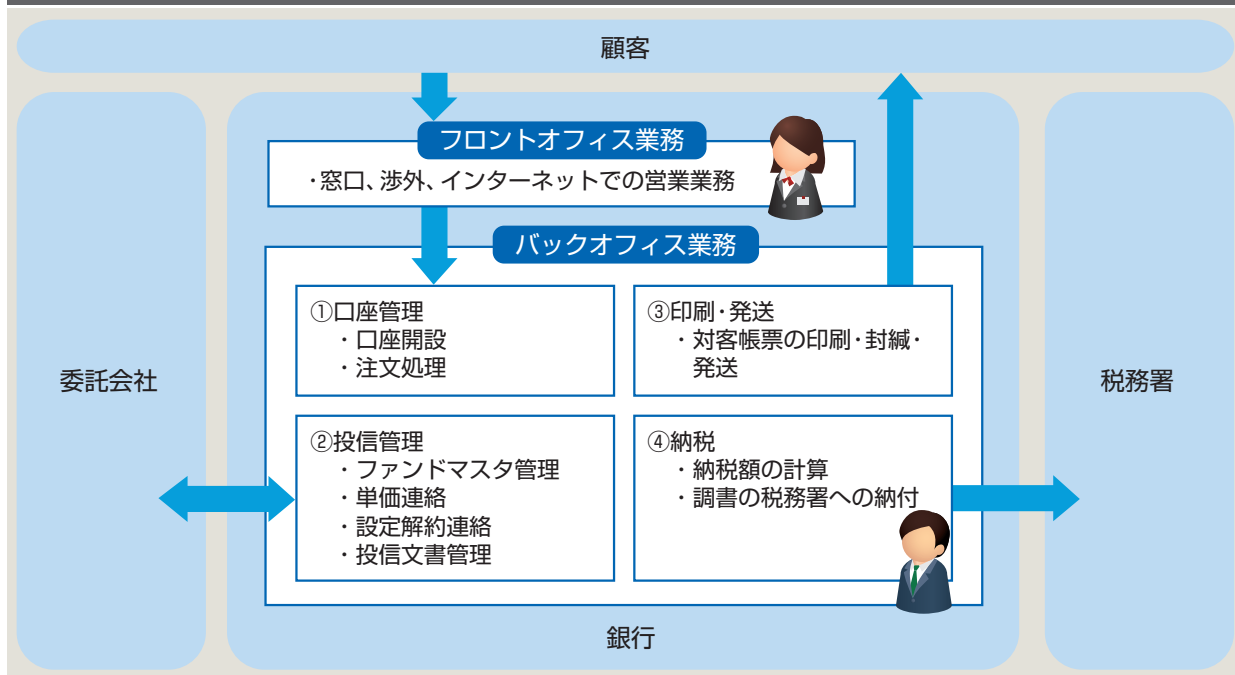 顧客
フロントオフィス業務
・窓口、渉外、インターネットでの営業業務
バックオフィス業務
①口座管理
・口座開設
・注文処理
③印刷・発送
・対客帳票の印刷・封緘・
発送
委託会社
税務署
②投信管理
・ファンドマスタ管理
・単価連絡
・設定解約連絡
・投信文書管理
④納税
・納税額の計算
・調書の税務署への納付
銀行